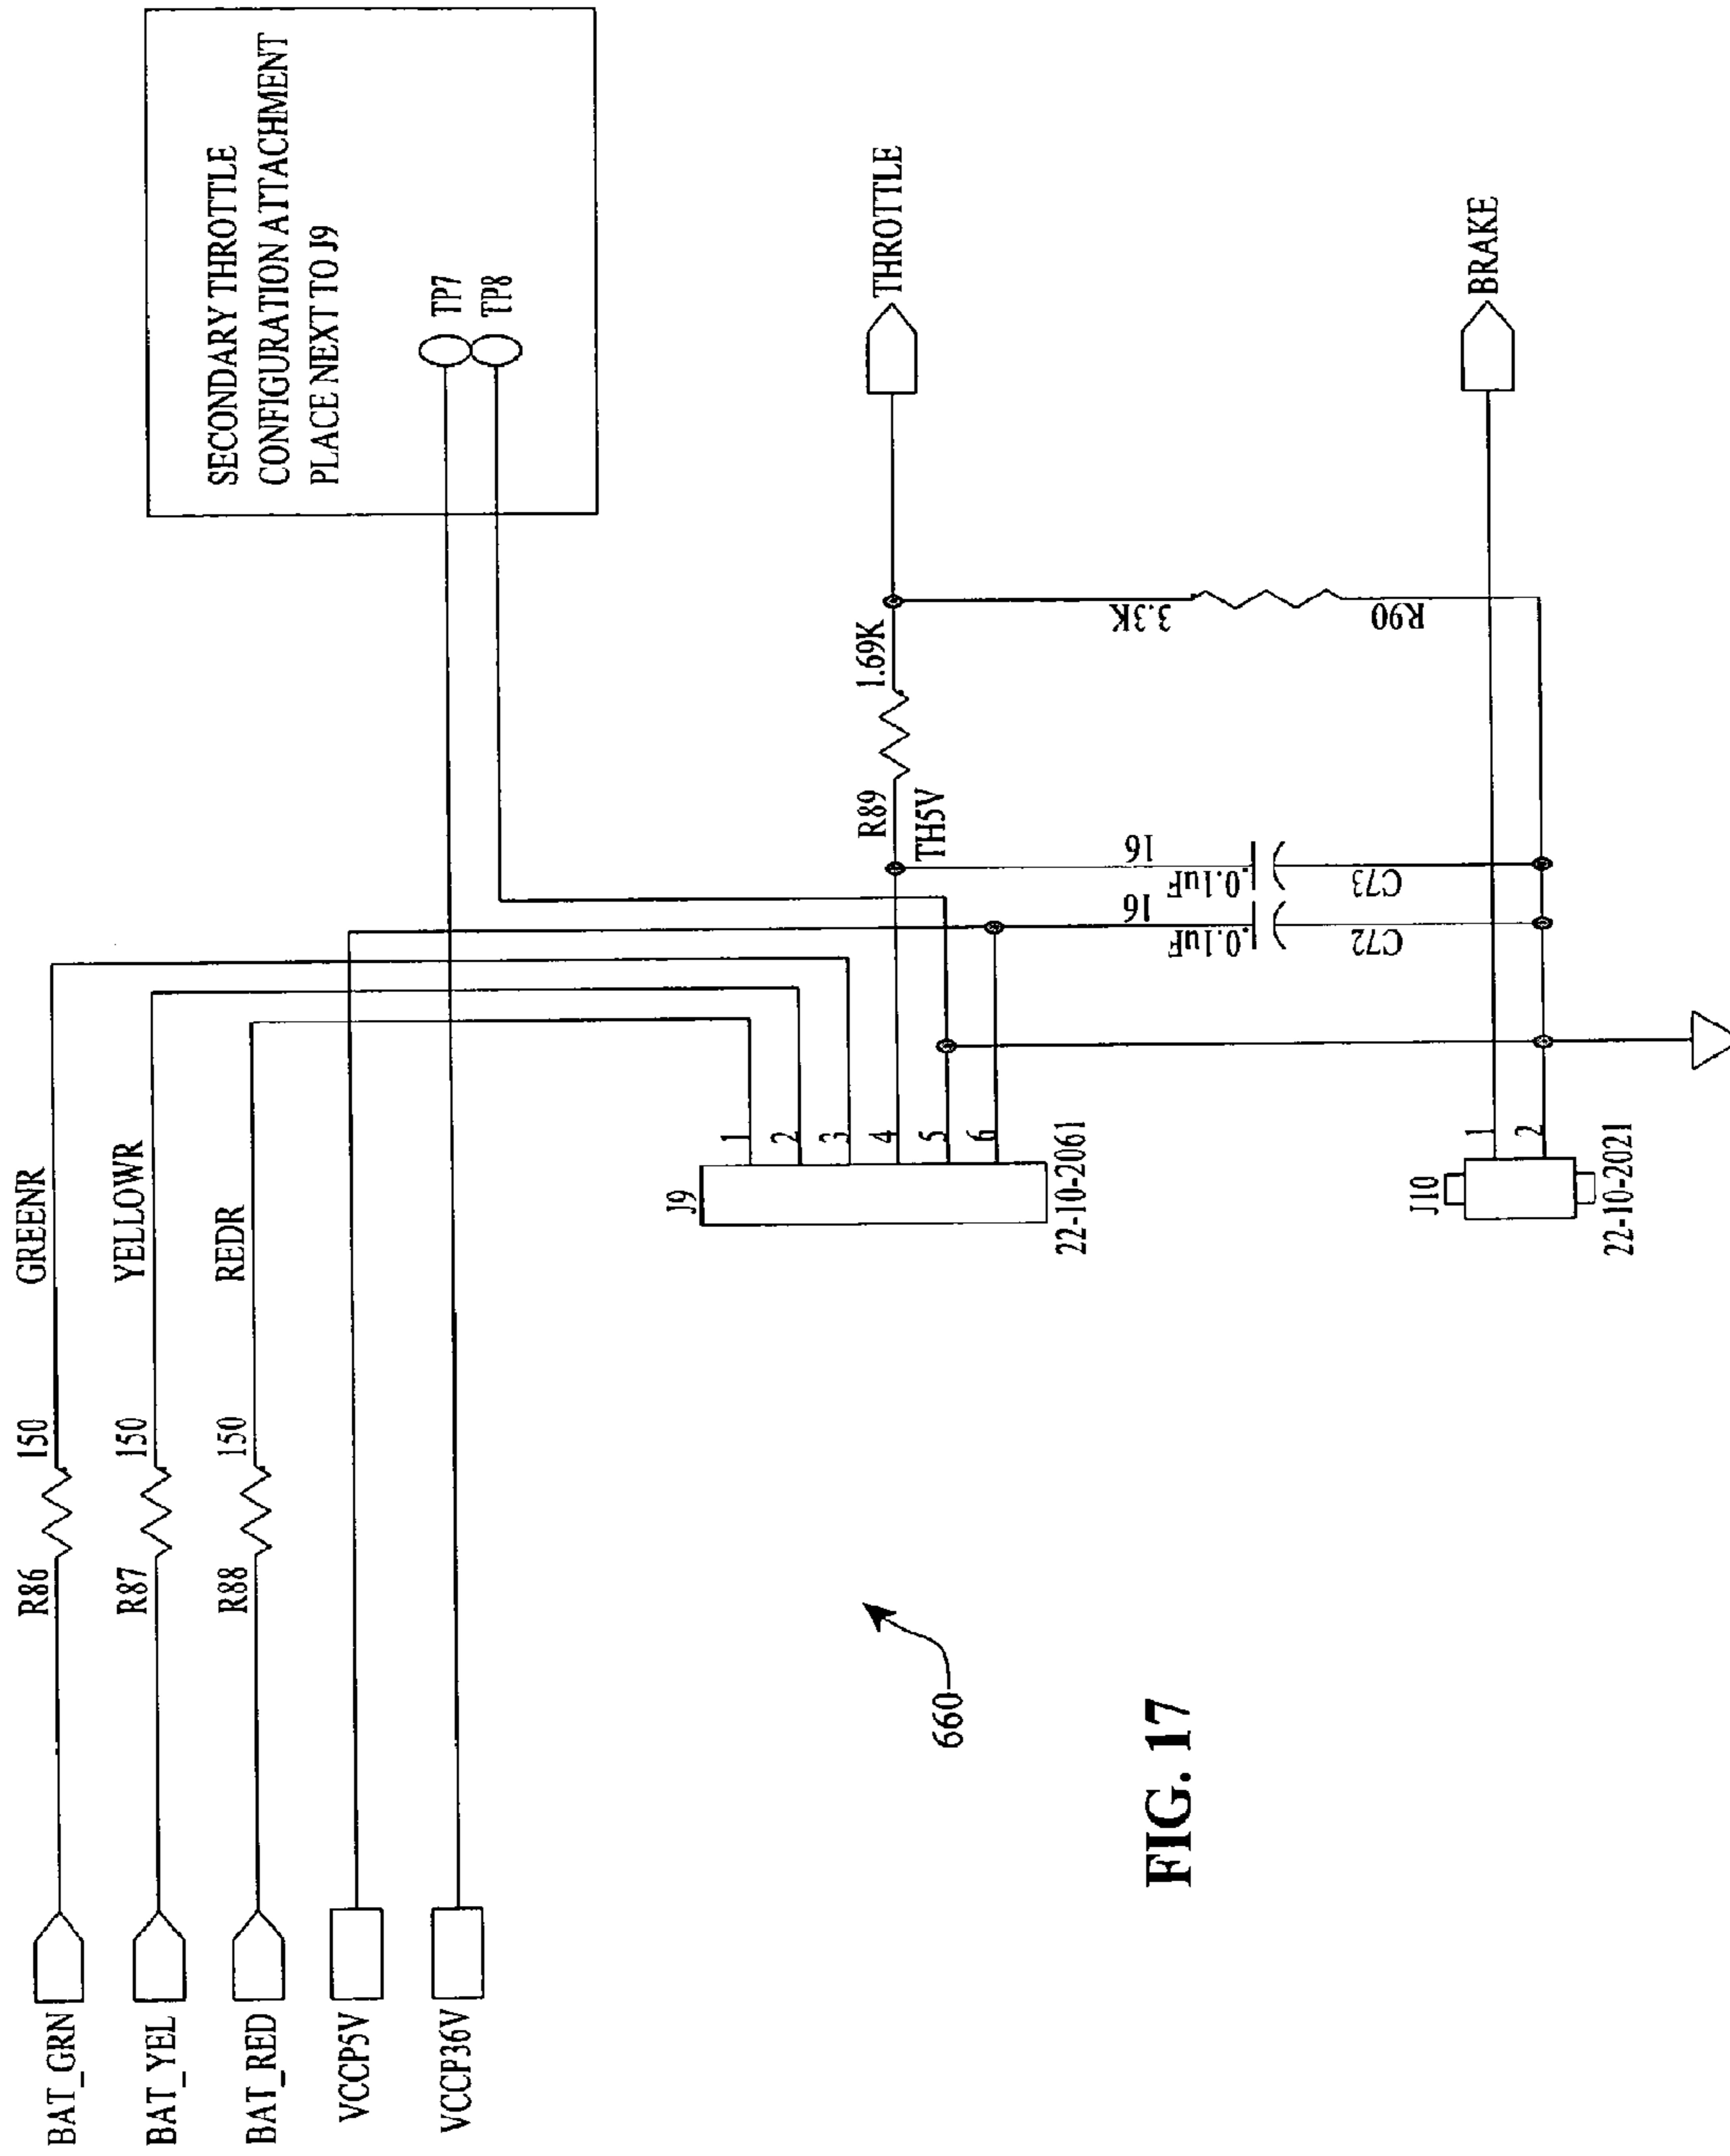 BAT_GRN
R86
150
GREENR
BAT_YEL
R87
150
YELLOWR
BAT_RED
R88
150
REDR
VCCP5V
VCCP36V
SECONDARY THROTTLE
CONFIGURATION ATTACHMENT
PLACE NEXT TO J9
TP7
TP8
J9
1
2
3
4
5
6
22-10-2061
R89
1.69K
TH5V
THROTTLE
16
.0.1uF
C73
16
.0.1uF
C72
3.3K
R90
J10
1
2
22-10-2021
BRAKE
660
FIG. 17